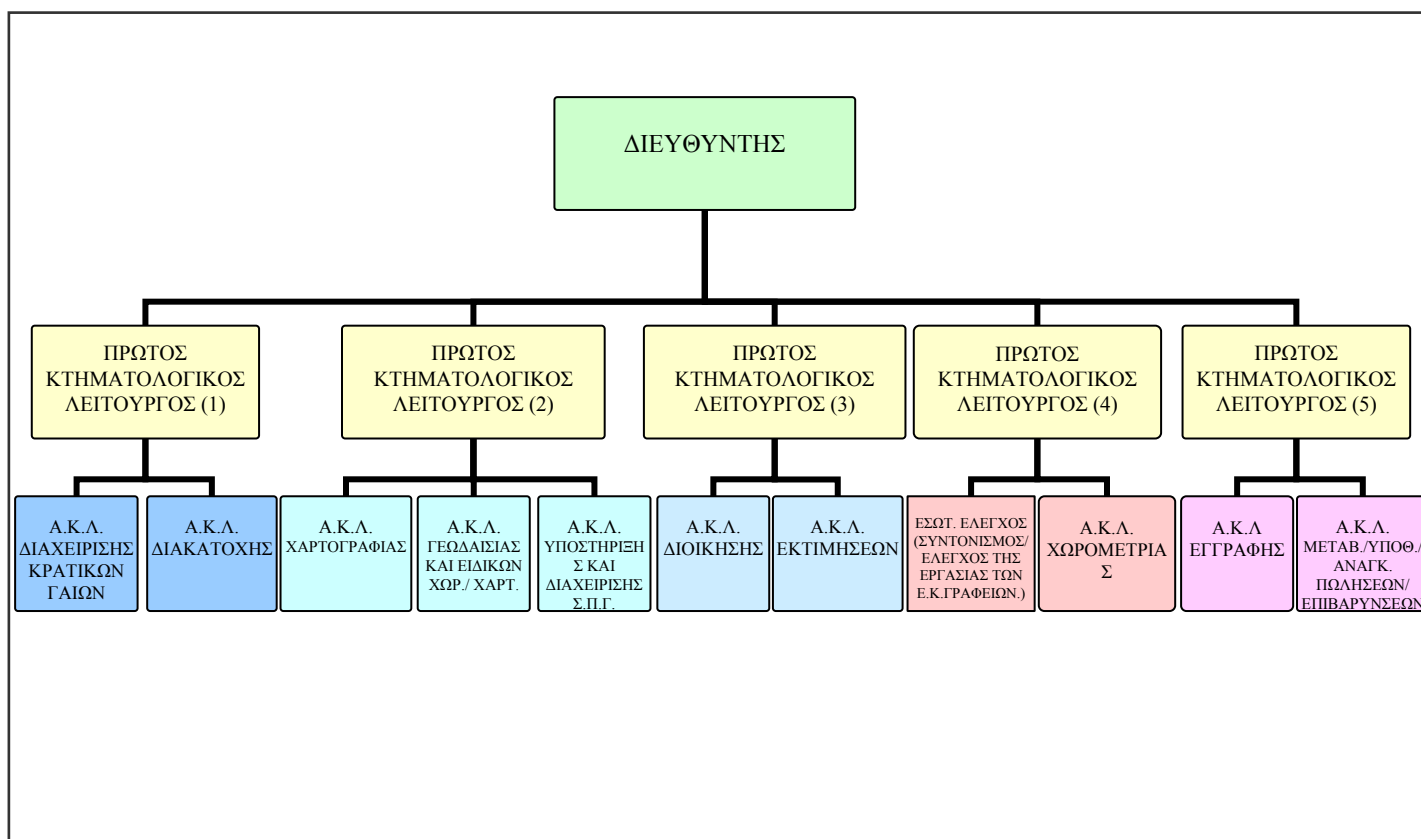 ΔΙΕΥΘΥΝΤΗΣ
ΠΡΩΤΟΣ
ΚΤΗΜΑΤΟΛΟΓΙΚΟΣ
ΛΕΙΤΟΥΡΓΟΣ (1)
ΠΡΩΤΟΣ
ΚΤΗΜΑΤΟΛΟΓΙΚΟΣ
ΛΕΙΤΟΥΡΓΟΣ (2)
ΠΡΩΤΟΣ
ΚΤΗΜΑΤΟΛΟΓΙΚΟΣ
ΛΕΙΤΟΥΡΓΟΣ (3)
ΠΡΩΤΟΣ
ΚΤΗΜΑΤΟΛΟΓΙΚΟΣ
ΛΕΙΤΟΥΡΓΟΣ (4)
ΠΡΩΤΟΣ
ΚΤΗΜΑΤΟΛΟΓΙΚΟΣ
ΛΕΙΤΟΥΡΓΟΣ (5)
Α.Κ.Λ.
ΔΙΑΧΕΙΡΙΣΗΣ
ΚΡΑΤΙΚΩΝ
ΓΑΙΩΝ
Α.Κ.Λ.
ΔΙΑΚΑΤΟΧΗΣ
Α.Κ.Λ.
ΧΑΡΤΟΓΡΑΦΙΑΣ
Α.Κ.Λ.
ΓΕΩΔΑΙΣΙΑΣ
ΚΑΙ ΕΙΔΙΚΩΝ
ΧΩΡ./ ΧΑΡΤ.
Α.Κ.Λ.
ΥΠΟΣΤΗΡΙΞΗ
Σ ΚΑΙ
ΔΙΑΧΕΙΡΙΣΗΣ
Σ.Π.Γ.
Α.Κ.Λ.
ΔΙΟΙΚΗΣΗΣ
Α.Κ.Λ.
ΕΚΤΙΜΗΣΕΩΝ
ΕΣΩΤ. ΕΛΕΓΧΟΣ
(ΣΥΝΤΟΝΙΣΜΟΣ/
ΕΛΕΓΧΟΣ ΤΗΣ
ΕΡΓΑΣΙΑΣ ΤΩΝ
Ε.Κ.ΓΡΑΦΕΙΩΝ.)
Α.Κ.Λ.
ΧΩΡΟΜΕΤΡΙΑ
Σ
Α.Κ.Λ
ΕΓΓΡΑΦΗΣ
Α.Κ.Λ.
ΜΕΤΑΒ./ΥΠΟΘ./
ΑΝΑΓΚ.
ΠΩΛΗΣΕΩΝ/
ΕΠΙΒΑΡΥΝΣΕΩΝ